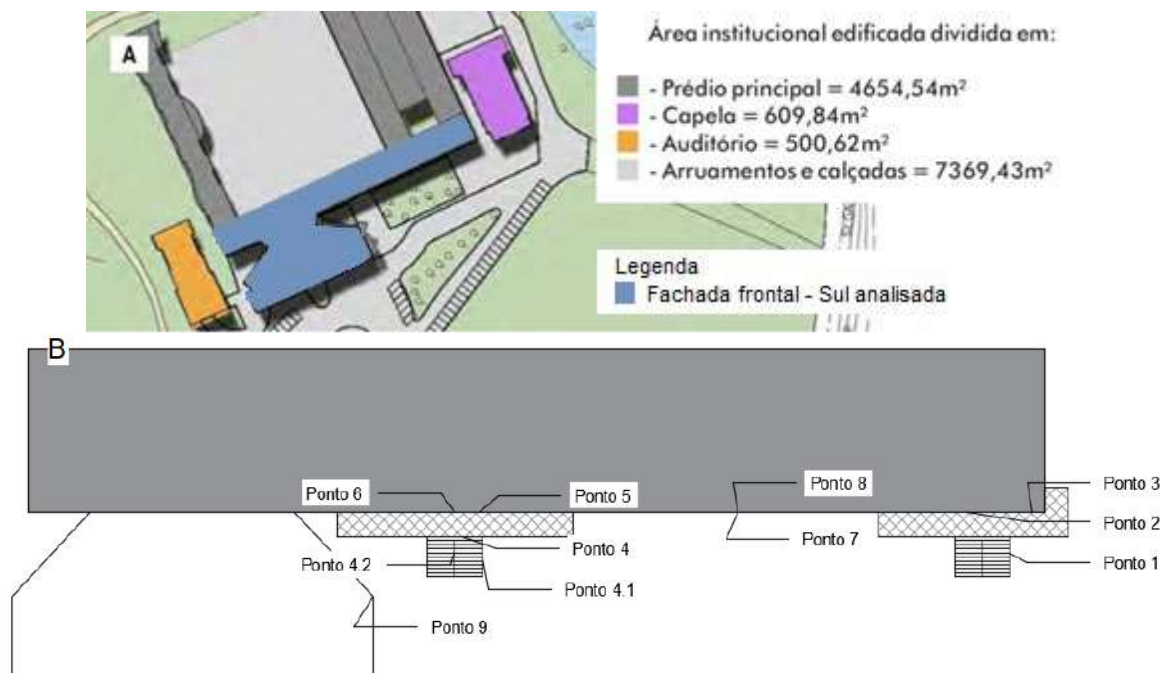 A
Área institucional edificada dividida em:
- Prédio principal = 4654,54m²
- Capela = 609,84m²
- Auditório = 500,62m²
- Arruamentos e calçadas = 7369,43m²
Legenda
Fachada frontal - Sul analisada
B
Ponto 6
Ponto 5
Ponto 8
Ponto 3
Ponto 2
Ponto 4
Ponto 7
Ponto 4.2
Ponto 1
Ponto 4.1
Ponto 9